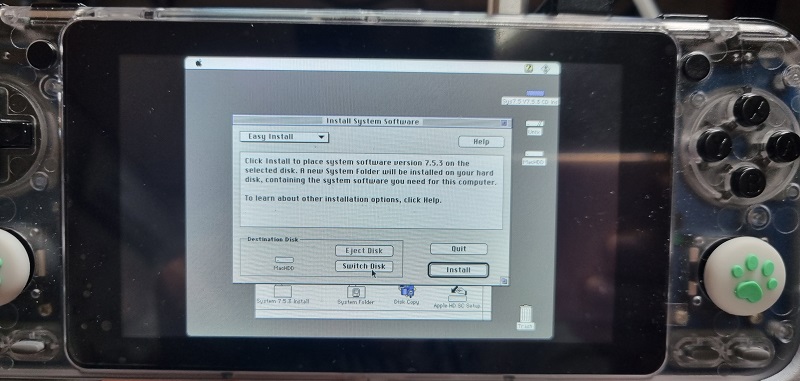 Install System Software
Easy Install
Help
Click Install to place system software version 7.5.3 on the
selected disk. A new System Folder will be installed on your hard
disk, containing the system software you need for this computer.
To learn about other installation options, click Help.
Destination Disk
MacHDD
Eject Disk
Switch Disk
Quit
Install
MacHDD
System 7.5.3 Install
System Folder
Disk Copy
Apple HD SC Setup
Trash
X
Y
A
B